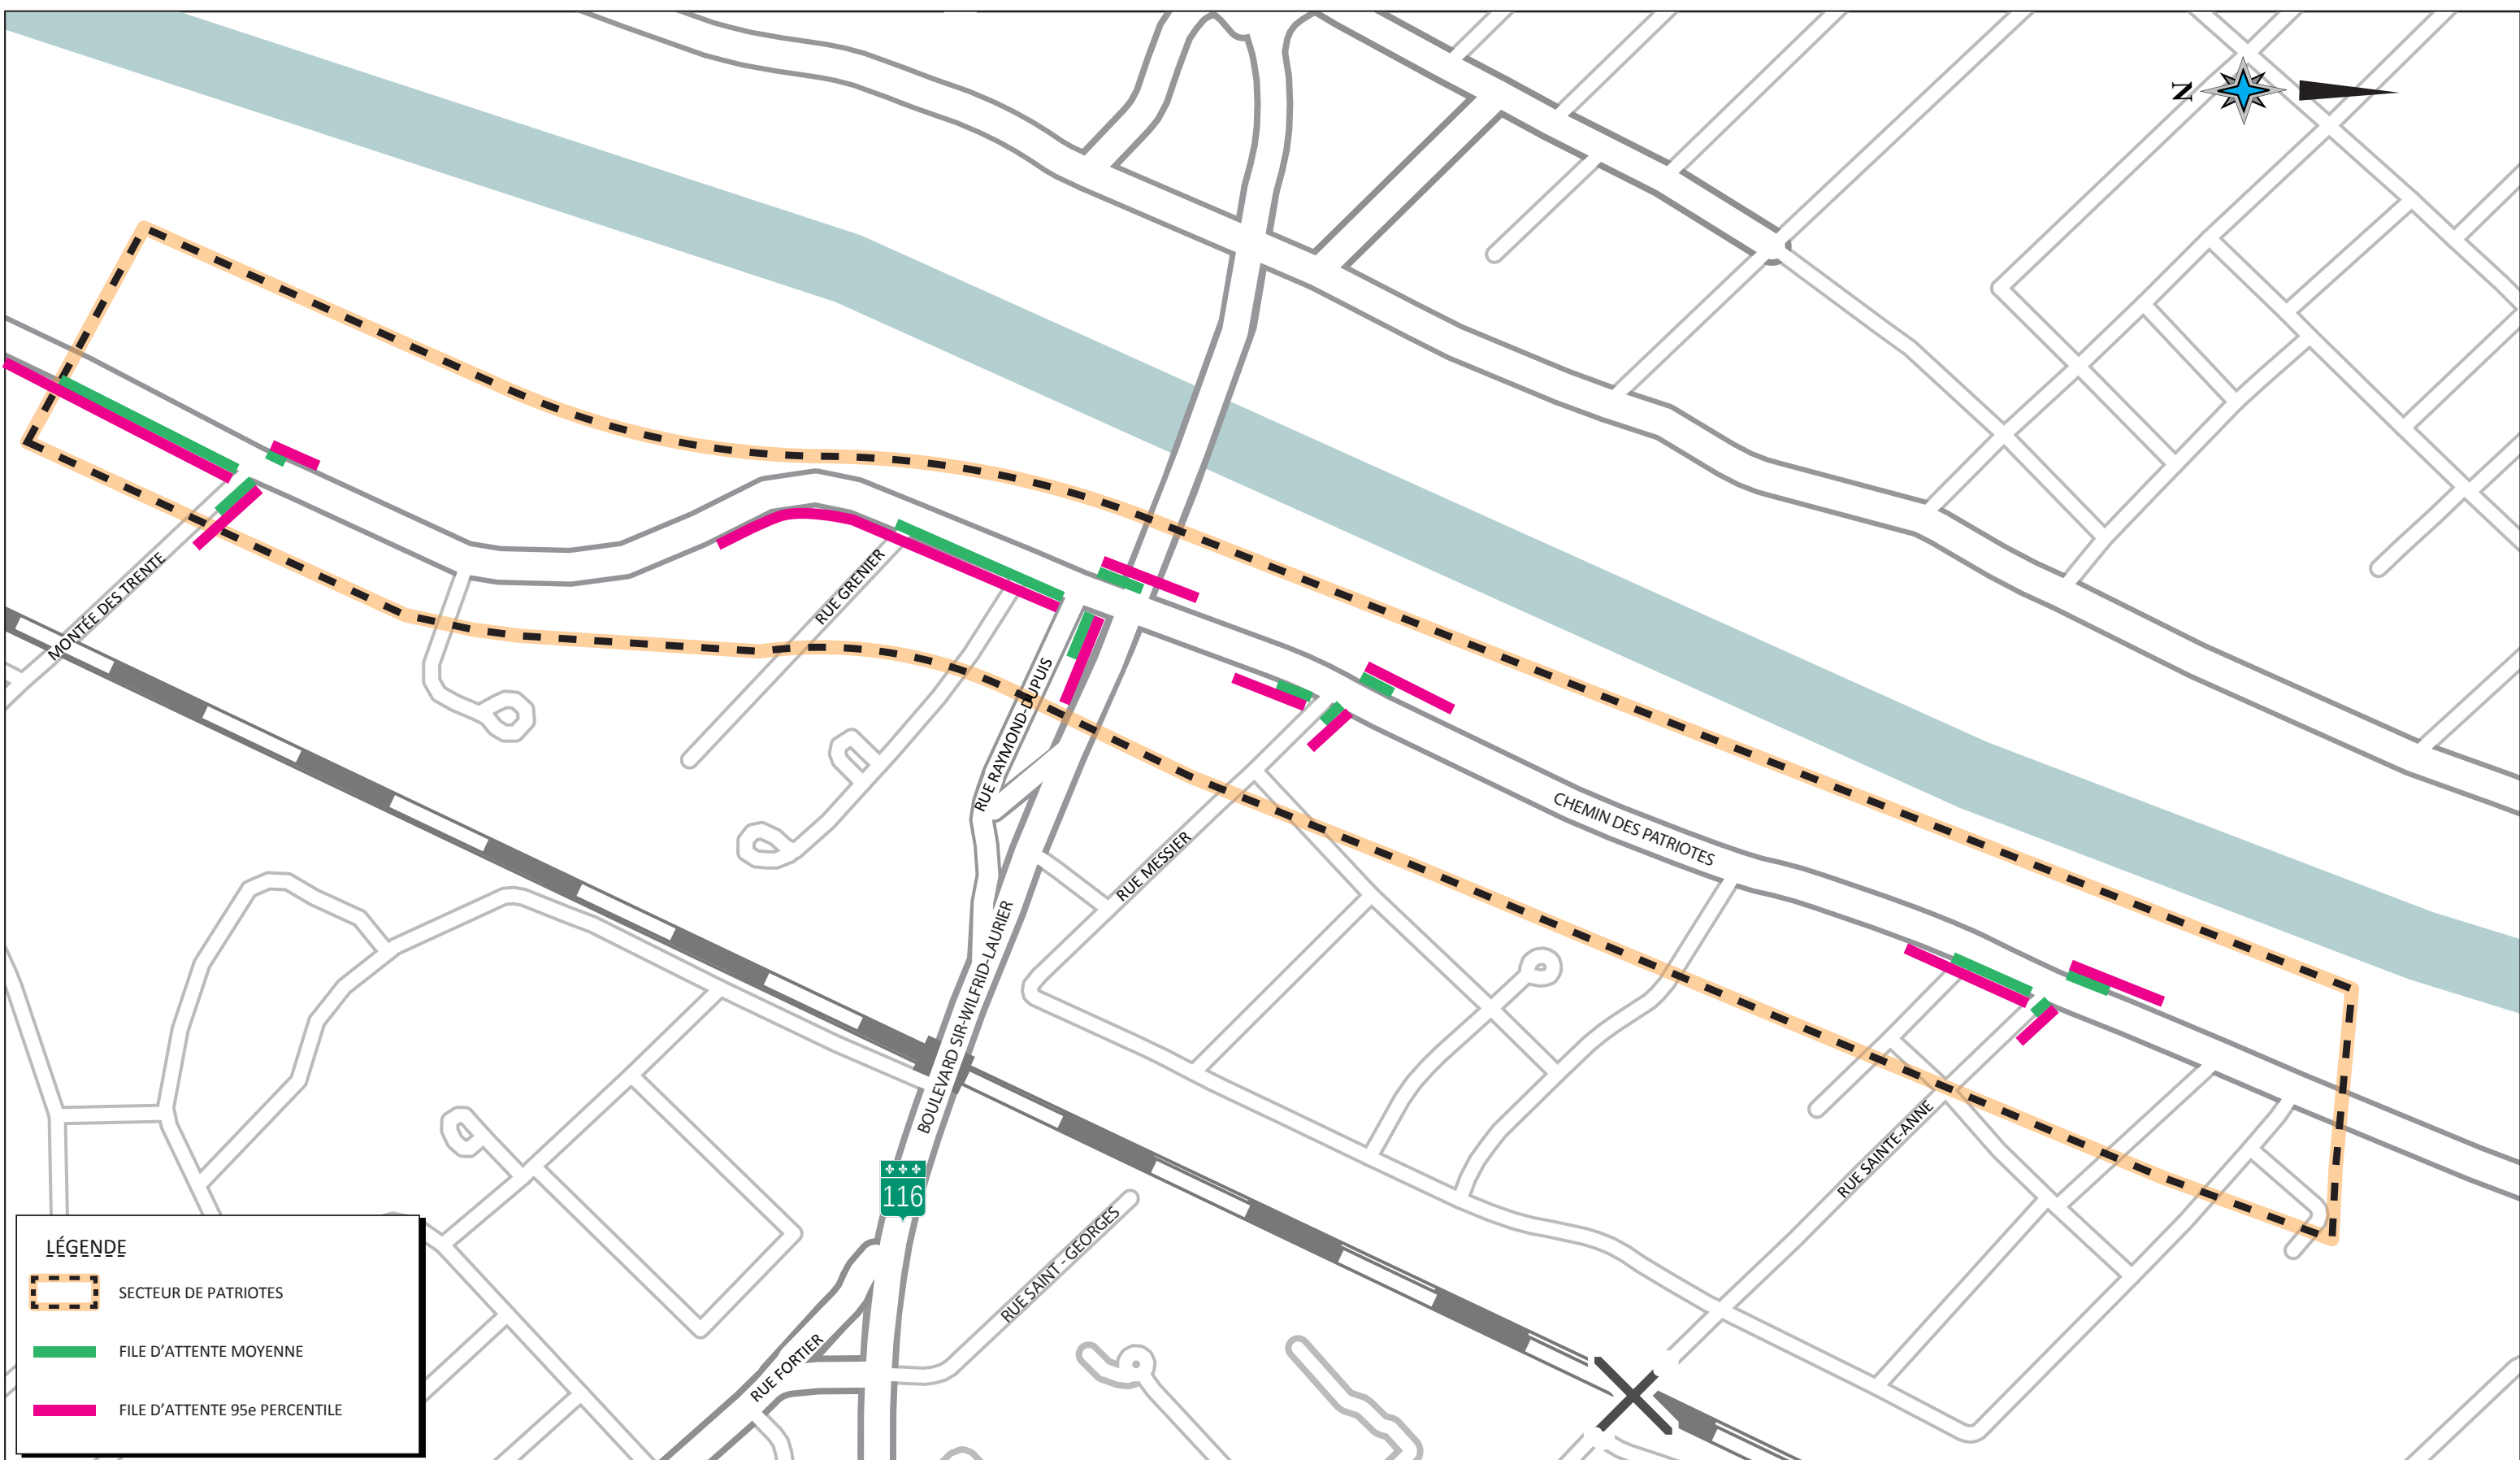 N
MONTÉE DES TRENTE
RUE GRENIER
RUE RAYMOND-DUPUIS
CHEMIN DES PATRIOTES
RUE MESSIER
BOULEVARD SIR-WILFRID-LAURIER
RUE SAINTE-ANNE
116
RUE SAINT - GEORGES
RUE FORTIER
LÉGENDE
SECTEUR DE PATRIOTES
FILE D'ATTENTE MOYENNE
FILE D'ATTENTE 95e PERCENTILE